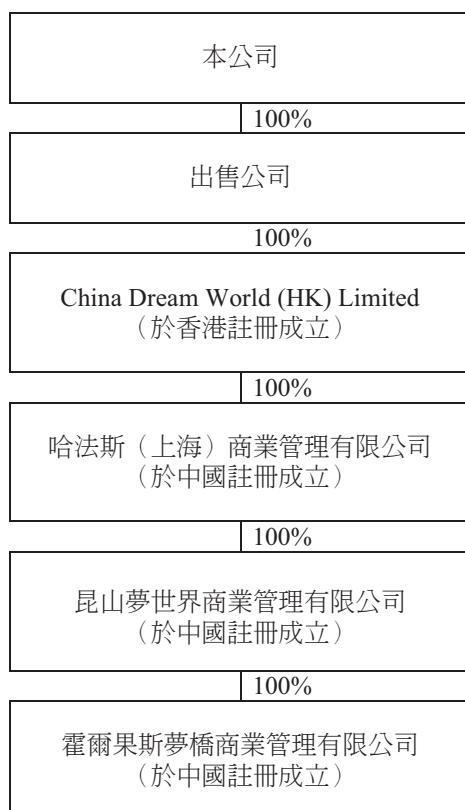 本公司
100%
出售公司
100%
China Dream World (HK) Limited
（於香港註冊成立）
100%
哈法斯（上海）商業管理有限公司
（於中國註冊成立）
100%
昆山夢世界商業管理有限公司
（於中國註冊成立）
100%
霍爾果斯夢橋商業管理有限公司
（於中國註冊成立）